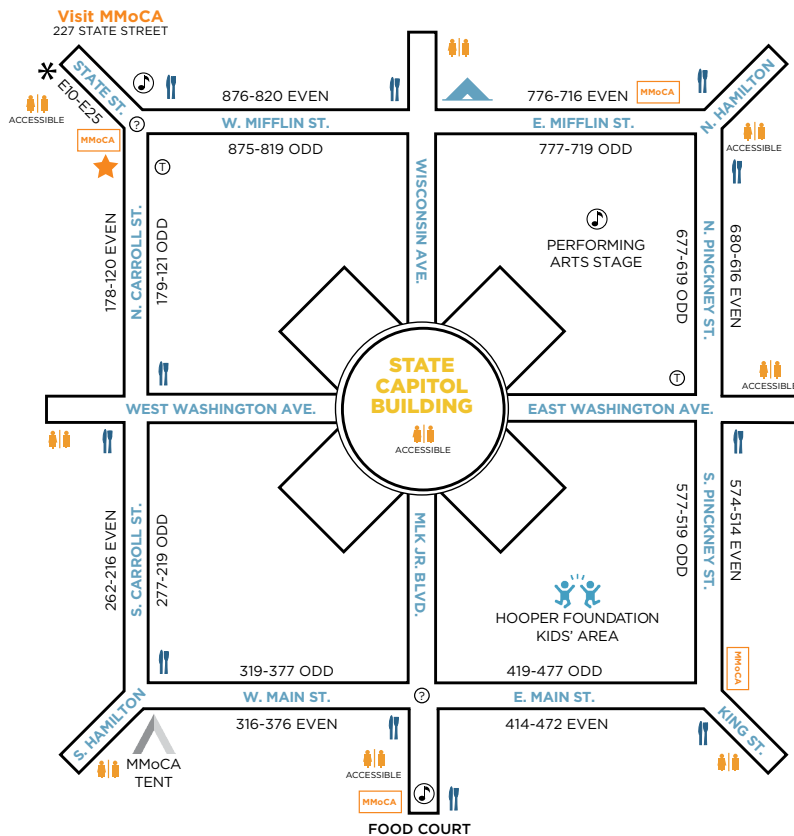 Visit MMoCA
227 STATE STREET
STATE ST.
E10-E25
ACCESSIBLE
MMoCA
?
876-820 EVEN
W. MIFFLIN ST.
875-819 ODD
776-716 EVEN
MMoCA
E. MIFFLIN ST.
777-719 ODD
N. HAMILTON
ACCESSIBLE
T
178-120 EVEN
N. CARROLL ST.
179-121 ODD
WISCONSIN AVE.
PERFORMING
ARTS STAGE
677-619 ODD
N. PINCKNEY ST.
680-616 EVEN
T
ACCESSIBLE
WEST WASHINGTON AVE.
STATE
CAPITOL
BUILDING
ACCESSIBLE
EAST WASHINGTON AVE.
262-216 EVEN
S. CARROLL ST.
277-219 ODD
MLK JR. BLVD.
577-519 ODD
S. PINCKNEY ST.
574-514 EVEN
HOOPER FOUNDATION
KIDS' AREA
MMoCA
319-377 ODD
419-477 ODD
S. HAMILTON
W. MAIN ST.
?
E. MAIN ST.
KING ST.
316-376 EVEN
414-472 EVEN
MMoCA
TENT
ACCESSIBLE
MMoCA
FOOD COURT